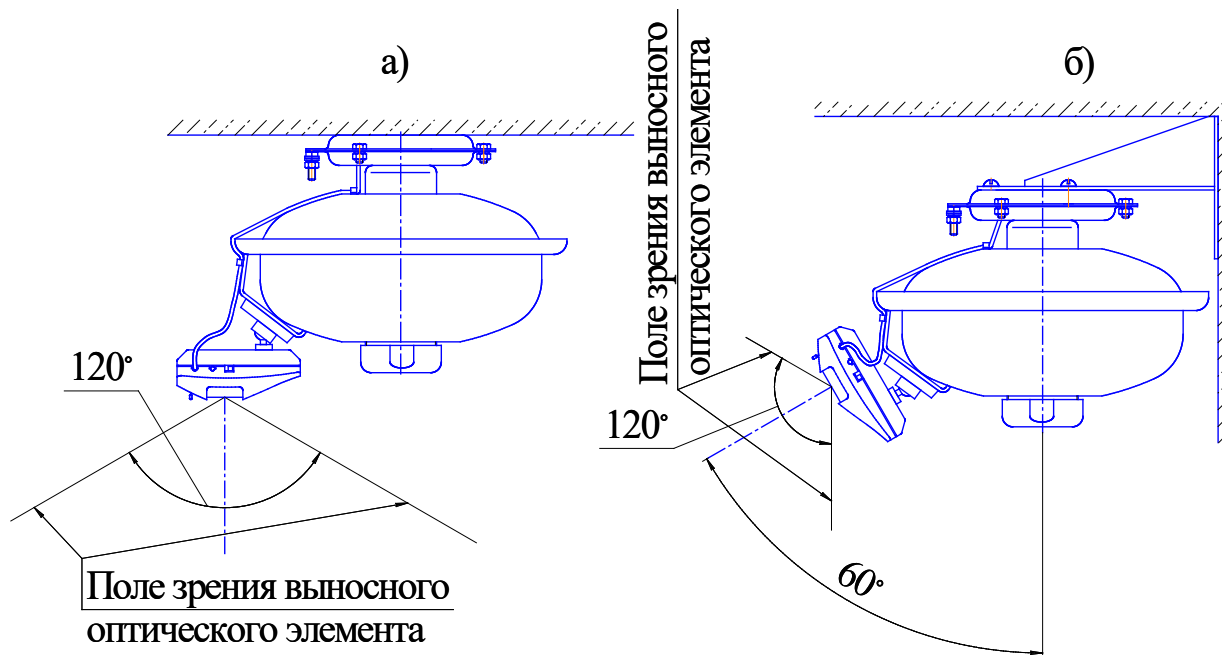 а)
120°
Поле зрения выносного
оптического элемента
б)
Поле зрения выносного
оптического элемента
120°
60°